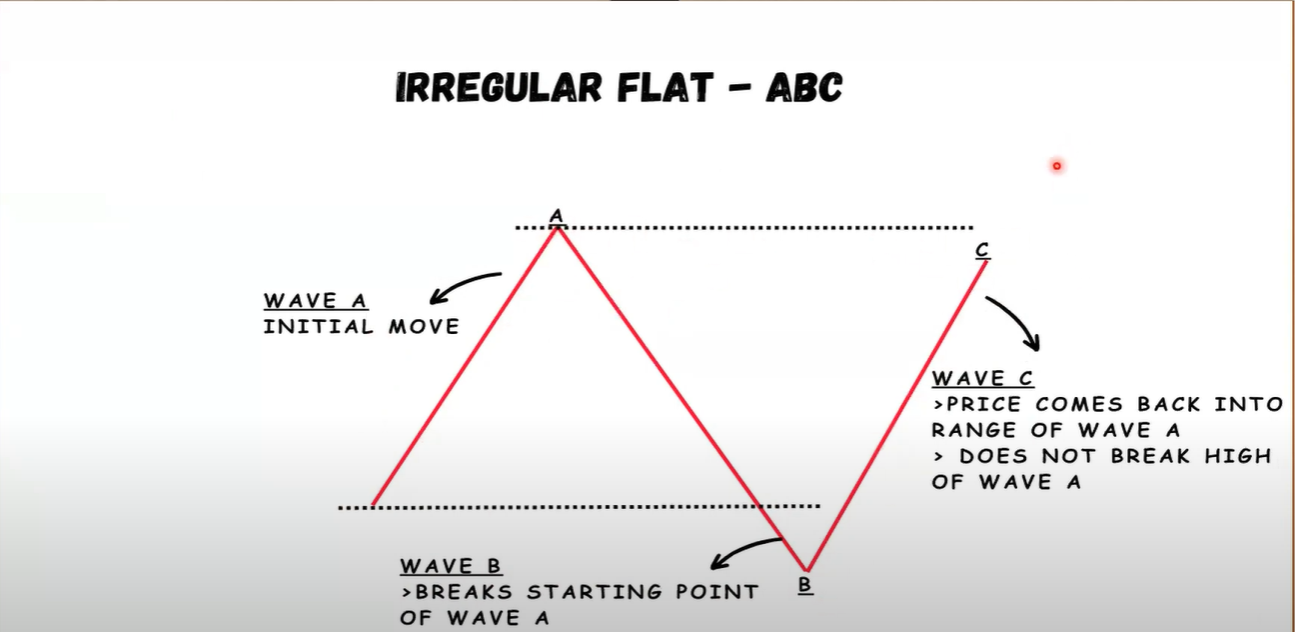 IRREGULAR FLAT - ABC
A
C
WAVE A
INITIAL MOVE
WAVE C
>PRICE COMES BACK INTO
RANGE OF WAVE A
> DOES NOT BREAK HIGH
OF WAVE A
WAVE B
>BREAKS STARTING POINT
OF WAVE A
B